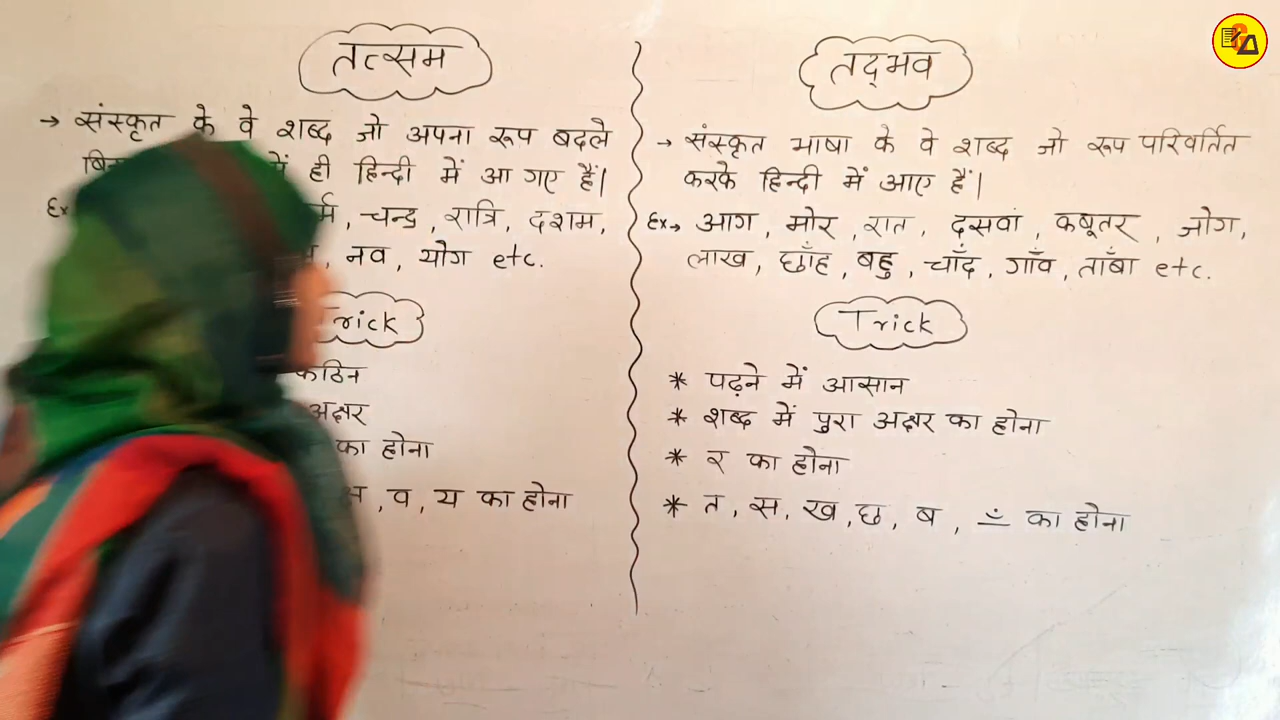 तत्सम
→ संस्कृत के वे शब्द जो अपना रूप बदले
ही हिन्दी में आ गए हैं।
Ex
चन्द्र, रात्रि, दशम,
, नव, योग etc.
Trick
कठिन
अक्षर
का होना
, व, य का होना
तद्भव
→ संस्कृत भाषा के वे शब्द जो रूप परिवर्तित
करके हिन्दी में आए हैं।
Ex→ आग, मोर, रात, दसवां, कबूतर, जोग,
लाख, छाँह, बहु, चाँद, गाँव, ताँबा etc.
Trick
* पढ़ने में आसान
* शब्द में पुरा अक्षर का होना
* र का होना
* त, स, ख, छ, ब, ँ का होना